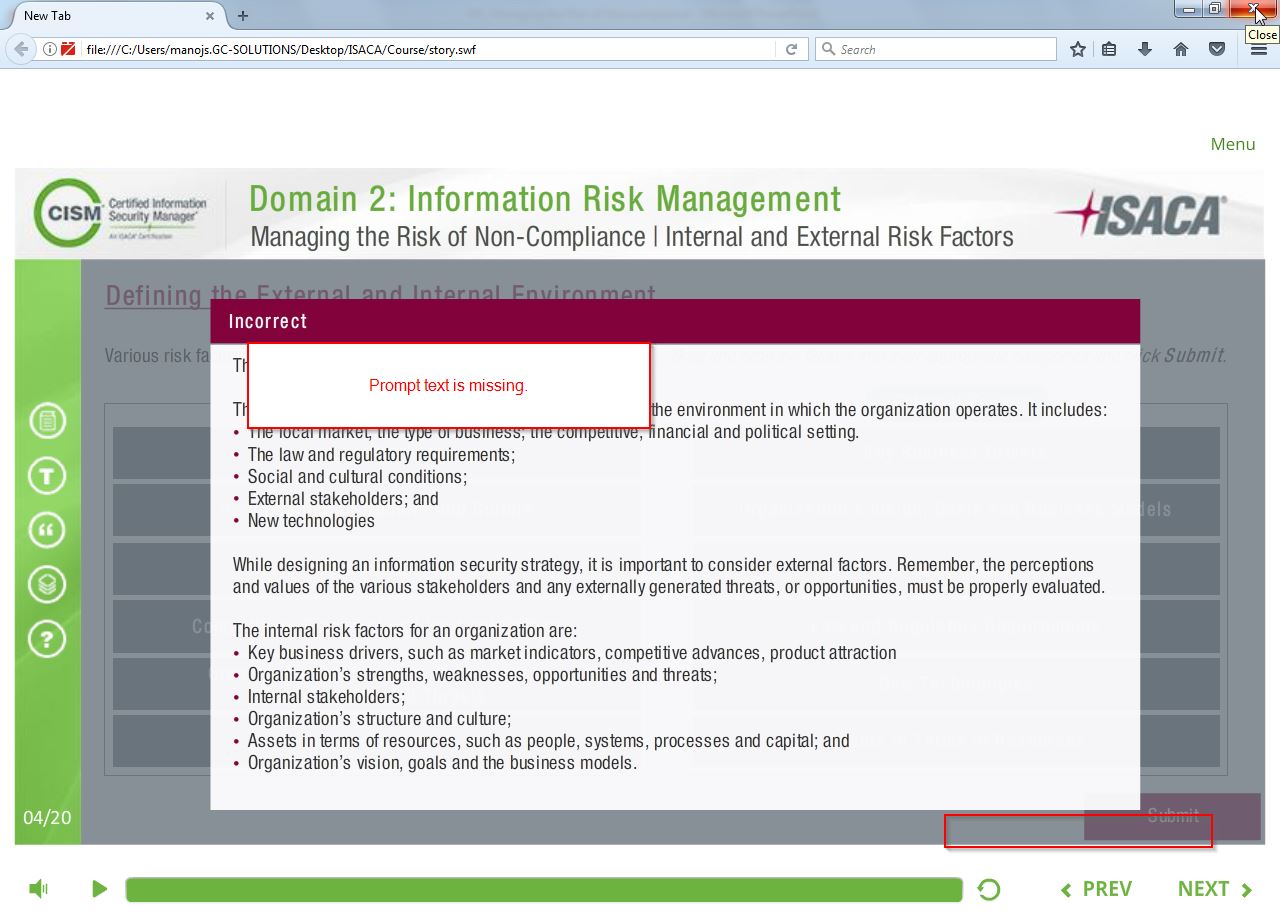 New Tab
Close
file:///C:/Users/manojs.GC-SOLUTIONS/Desktop/ISACA/Course/story.swf
Search
Menu
CISM Certified Information Security Manager®
An ISACA® Certification
Domain 2: Information Risk Management
Managing the Risk of Non-Compliance | Internal and External Risk Factors
ISACA®
Defining the External and Internal Environment
Incorrect
Various risk fa
ck Submit.
Th
Prompt text is missing.
Th the environment in which the organization operates. It includes:
• The local market, the type of business, the competitive, financial and political setting.
• The law and regulatory requirements;
• Social and cultural conditions;
• External stakeholders; and
• New technologies
While designing an information security strategy, it is important to consider external factors. Remember, the perceptions
and values of the various stakeholders and any externally generated threats, or opportunities, must be properly evaluated.
The internal risk factors for an organization are:
• Key business drivers, such as market indicators, competitive advances, product attraction
• Organization's strengths, weaknesses, opportunities and threats;
• Internal stakeholders;
• Organization's structure and culture;
• Assets in terms of resources, such as people, systems, processes and capital; and
• Organization's vision, goals and the business models.
04/20
Submit
PREV
NEXT